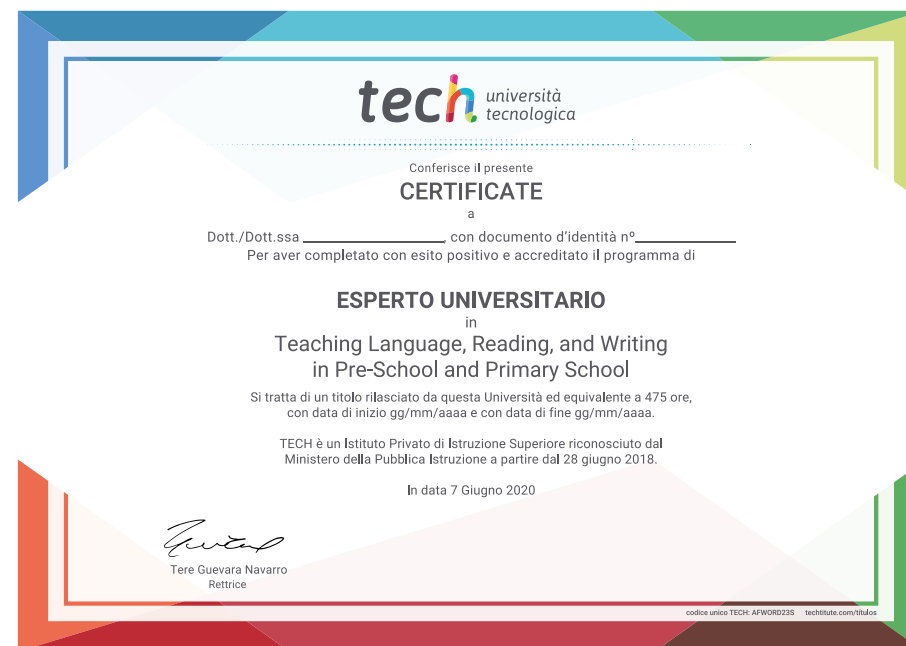 tech università
tecnologica
Conferisce il presente
CERTIFICATE
a
Dott./Dott.ssa ____________________, con documento d'identità nº______________
Per aver completato con esito positivo e accreditato il programma di
ESPERTO UNIVERSITARIO
in
Teaching Language, Reading, and Writing
in Pre-School and Primary School
Si tratta di un titolo rilasciato da questa Università ed equivalente a 475 ore,
con data di inizio gg/mm/aaaa e con data di fine gg/mm/aaaa.
TECH è un Istituto Privato di Istruzione Superiore riconosciuto dal
Ministero della Pubblica Istruzione a partire dal 28 giugno 2018.
In data 7 Giugno 2020
Tere Guevara Navarro
Rettrice
codice unico TECH: AFWORD23S techtitute.com/titulos